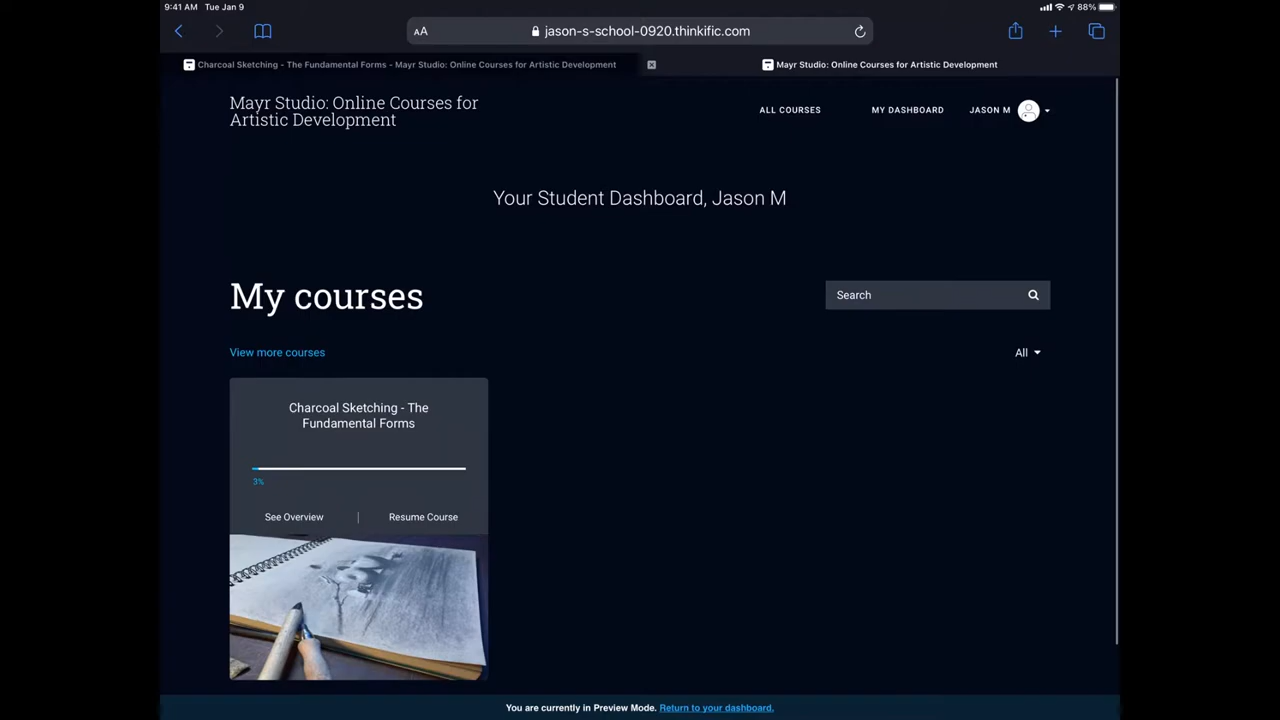 9:41 AM Tue Jan 9
88%
AA jason-s-school-0920.thinkific.com
Charcoal Sketching - The Fundamental Forms - Mayr Studio: Online Courses for Artistic Development
Mayr Studio: Online Courses for Artistic Development
Mayr Studio: Online Courses for
Artistic Development
ALL COURSES MY DASHBOARD JASON M
Your Student Dashboard, Jason M
My courses
Search
View more courses
All
Charcoal Sketching - The
Fundamental Forms
3%
See Overview | Resume Course
You are currently in Preview Mode. Return to your dashboard.